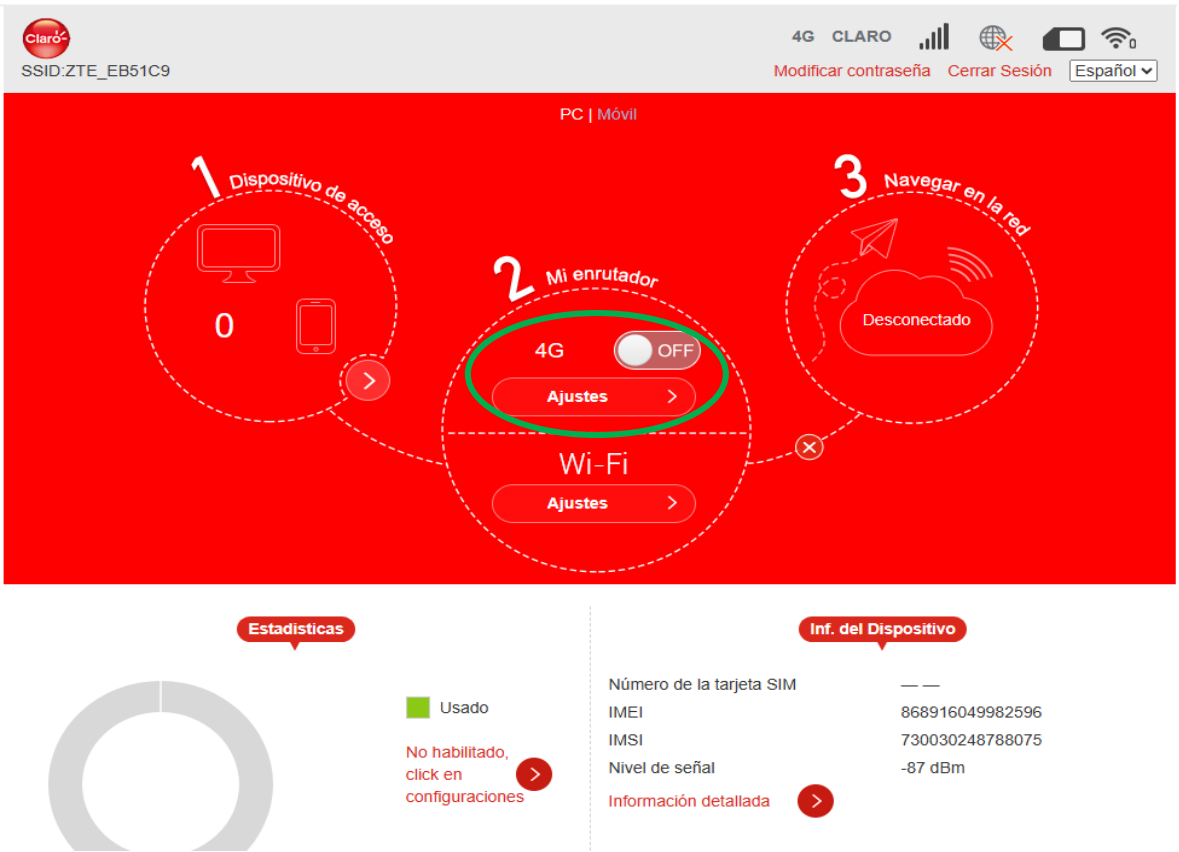 Claro
4G CLARO
SSID:ZTE_EB51C9
Modificar contraseña Cerrar Sesión Español
PC | Móvil
1 Dispositivo de acceso
0
2 Mi enrutador
4G OFF
Ajustes
Wi-Fi
Ajustes
3 Navegar en la red
Desconectado
Estadisticas
Usado
No habilitado,
click en
configuraciones
Inf. del Dispositivo
Número de la tarjeta SIM — —
IMEI 868916049982596
IMSI 730030248788075
Nivel de señal -87 dBm
Información detallada